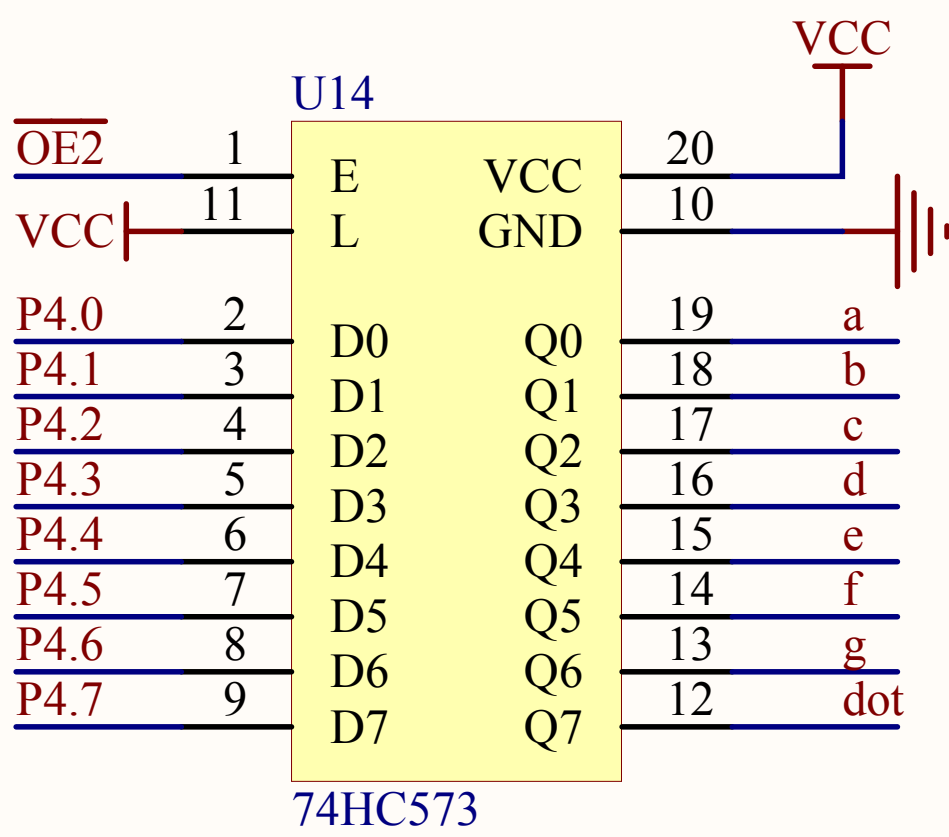 VCC
U14
OE2 1 E VCC 20
VCC 11 L GND 10
P4.0 2 D0 Q0 19 a
P4.1 3 D1 Q1 18 b
P4.2 4 D2 Q2 17 c
P4.3 5 D3 Q3 16 d
P4.4 6 D4 Q4 15 e
P4.5 7 D5 Q5 14 f
P4.6 8 D6 Q6 13 g
P4.7 9 D7 Q7 12 dot
74HC573